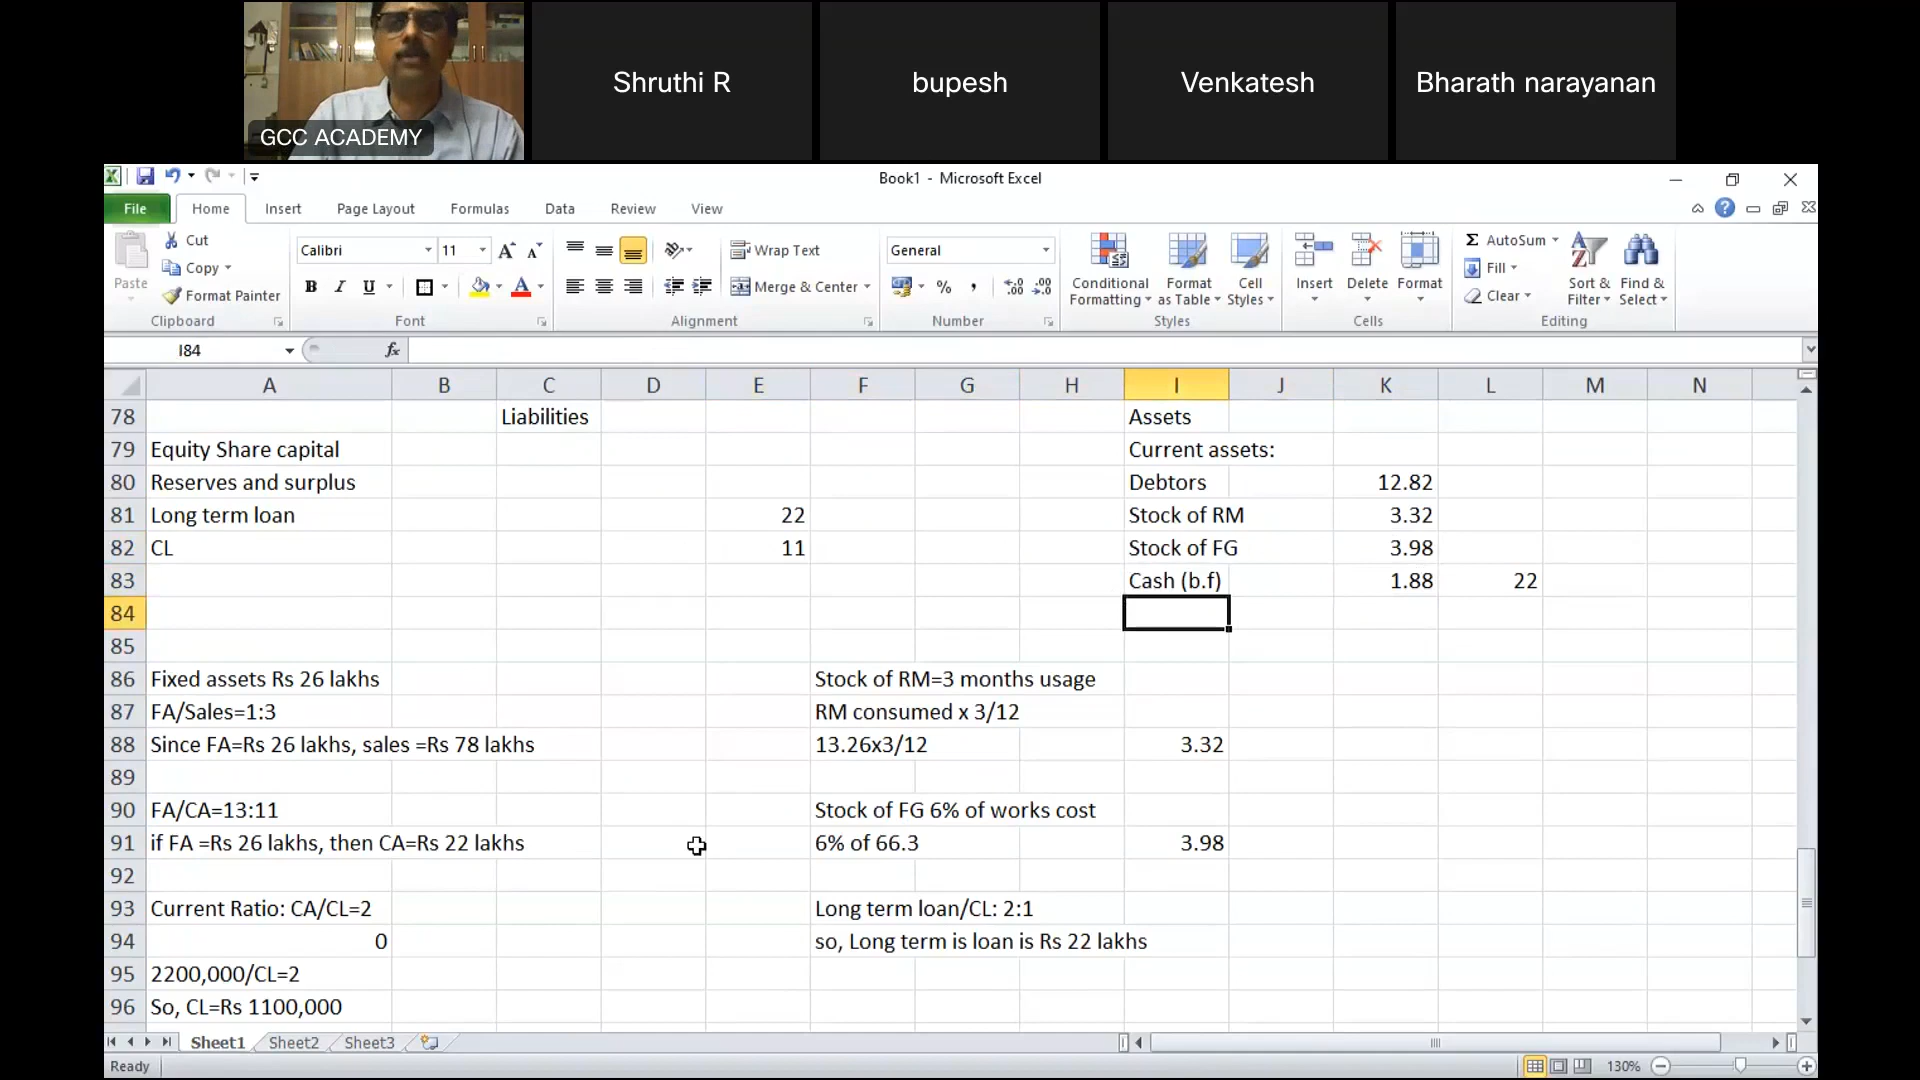 GCC ACADEMY
Shruthi R
bupesh
Venkatesh
Bharath narayanan
Book1 - Microsoft Excel
File Home Insert Page Layout Formulas Data Review View
Paste
Cut
Copy
Format Painter
Clipboard
Calibri 11
B I U
Font
Wrap Text
Merge & Center
Alignment
General
%
Number
Conditional Formatting
Format as Table
Cell Styles
Styles
Insert Delete Format
Cells
AutoSum
Fill
Clear
Sort & Filter
Find & Select
Editing
I84 fx
A B C D E F G H I J K L M N
78 Liabilities Assets
79 Equity Share capital Current assets:
80 Reserves and surplus Debtors 12.82
81 Long term loan 22 Stock of RM 3.32
82 CL 11 Stock of FG 3.98
83 Cash (b.f) 1.88 22
84
85
86 Fixed assets Rs 26 lakhs Stock of RM=3 months usage
87 FA/Sales=1:3 RM consumed x 3/12
88 Since FA=Rs 26 lakhs, sales =Rs 78 lakhs 13.26x3/12 3.32
89
90 FA/CA=13:11 Stock of FG 6% of works cost
91 if FA =Rs 26 lakhs, then CA=Rs 22 lakhs 6% of 66.3 3.98
92
93 Current Ratio: CA/CL=2 Long term loan/CL: 2:1
94 0 so, Long term is loan is Rs 22 lakhs
95 2200,000/CL=2
96 So, CL=Rs 1100,000
Sheet1 Sheet2 Sheet3
Ready 130%